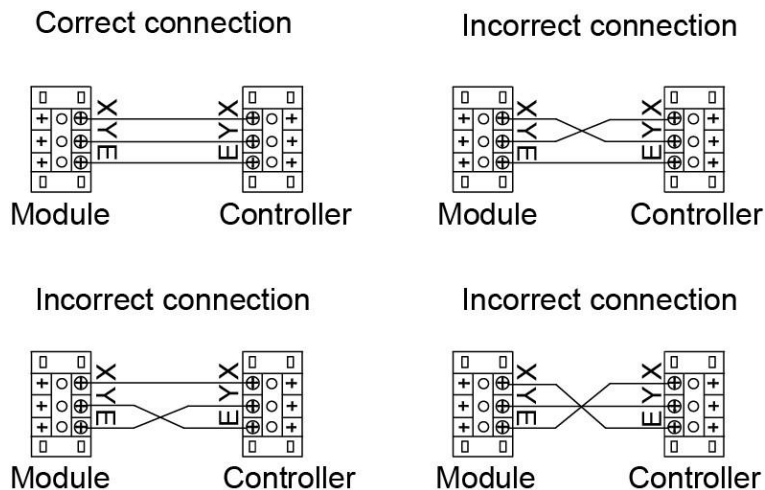 Correct connection
X X
Y Y
E E
Module Controller
Incorrect connection
X X
Y Y
E E
Module Controller
Incorrect connection
X X
Y Y
E E
Module Controller
Incorrect connection
X X
Y Y
E E
Module Controller